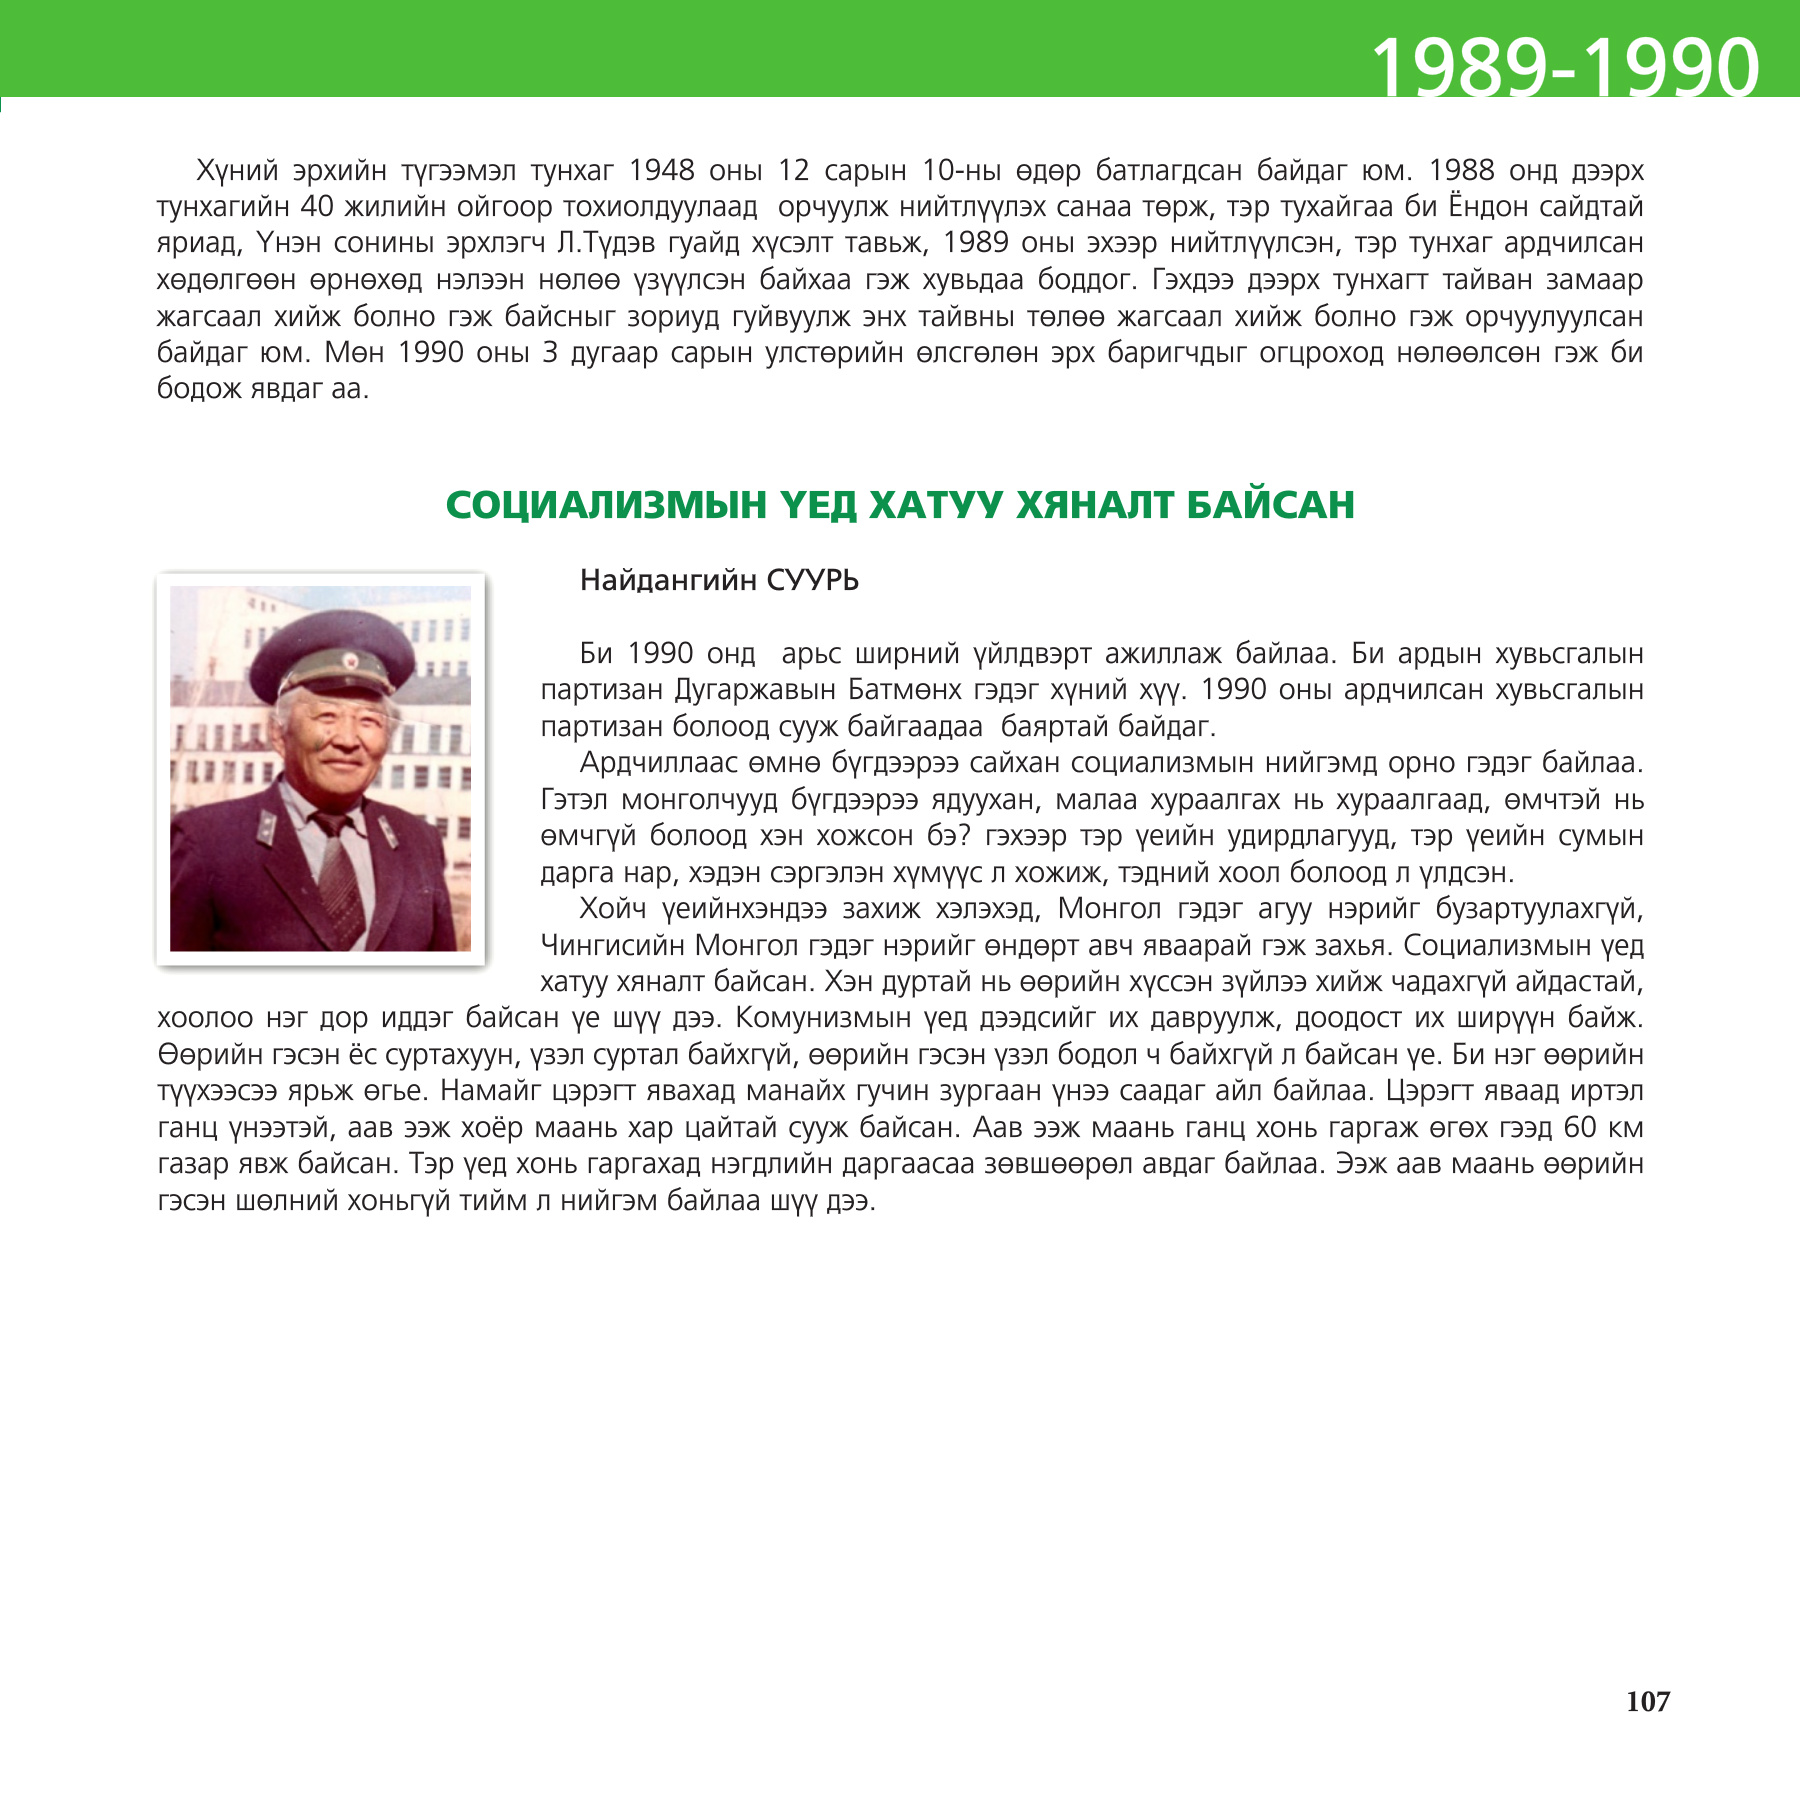 1989-1990
Хүний эрхийн түгээмэл тунхаг 1948 оны 12 сарын 10-ны өдөр батлагдсан байдаг юм. 1988 онд дээрх
тунхагийн 40 жилийн ойгоор тохиолдуулаад орчуулж нийтлүүлэх санаа төрж, тэр тухайгаа би Ёндон сайдтай
яриад, Үнэн сонины эрхлэгч Л.Түдэв гуайд хүсэлт тавьж, 1989 оны эхээр нийтлүүлсэн, тэр тунхаг ардчилсан
хөдөлгөөн өрнөхөд нэлээн нөлөө үзүүлсэн байхаа гэж хувьдаа боддог. Гэхдээ дээрх тунхагт тайван замаар
жагсаал хийж болно гэж байсныг зориуд гуйвуулж энх тайвны төлөө жагсаал хийж болно гэж орчуулуулсан
байдаг юм. Мөн 1990 оны 3 дугаар сарын улстөрийн өлсгөлөн эрх баригчдыг огцроход нөлөөлсөн гэж би
бодож явдаг аа.
СОЦИАЛИЗМЫН ҮЕД ХАТУУ ХЯНАЛТ БАЙСАН
Найдангийн СУУРЬ
Би 1990 онд арьс ширний үйлдвэрт ажиллаж байлаа. Би ардын хувьсгалын
партизан Дугаржавын Батмөнх гэдэг хүний хүү. 1990 оны ардчилсан хувьсгалын
партизан болоод сууж байгаадаа баяртай байдаг.
Ардчиллаас өмнө бүгдээрээ сайхан социализмын нийгэмд орно гэдэг байлаа.
Гэтэл монголчууд бүгдээрээ ядуухан, малаа хураалгах нь хураалгаад, өмчтэй нь
өмчгүй болоод хэн хожсон бэ? гэхээр тэр үеийн удирдлагууд, тэр үеийн сумын
дарга нар, хэдэн сэргэлэн хүмүүс л хожиж, тэдний хоол болоод л үлдсэн.
Хойч үеийнхэндээ захиж хэлэхэд, Монгол гэдэг агуу нэрийг бузартуулахгүй,
Чингисийн Монгол гэдэг нэрийг өндөрт авч яваарай гэж захья. Социализмын үед
хатуу хяналт байсан. Хэн дуртай нь өөрийн хүссэн зүйлээ хийж чадахгүй айдастай,
хоолоо нэг дор иддэг байсан үе шүү дээ. Комунизмын үед дээдсийг их давруулж, доодост их ширүүн байж.
Өөрийн гэсэн ёс суртахуун, үзэл суртал байхгүй, өөрийн гэсэн үзэл бодол ч байхгүй л байсан үе. Би нэг өөрийн
түүхээсээ ярьж өгье. Намайг цэрэгт явахад манайх гучин зургаан үнээ саадаг айл байлаа. Цэрэгт яваад иртэл
ганц үнээтэй, аав ээж хоёр маань хар цайтай сууж байсан. Аав ээж маань ганц хонь гаргаж өгөх гээд 60 км
газар явж байсан. Тэр үед хонь гаргахад нэгдлийн даргаасаа зөвшөөрөл авдаг байлаа. Ээж аав маань өөрийн
гэсэн шөлний хоньгүй тийм л нийгэм байлаа шүү дээ.
107